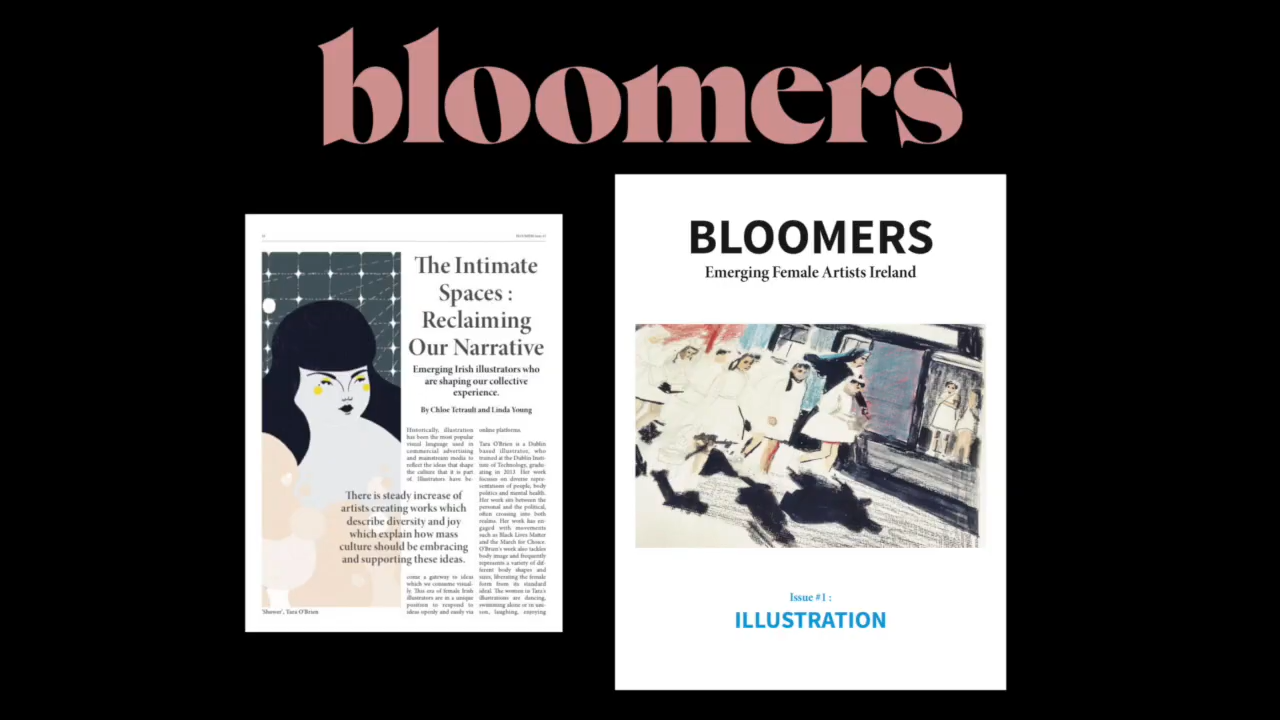 bloomers
The Intimate
Spaces :
Reclaiming
Our Narrative
Emerging Irish illustrators who
are shaping our collective
experience.
By Chloe Tetrault and Linda Young
Historically, illustration
has been the most popular
visual language used in
commercial advertising
and mainstream media to
reflect the ideas that shape
the culture that it is part
of. Illustrators have be-
There is steady increase of
artists creating works which
describe diversity and joy
which explain how mass
culture should be embracing
and supporting these ideas.
come a gateway to ideas
which we consume visual-
ly. This era of female Irish
illustrators are in a unique
position to respond to
ideas openly and easily via
online platforms.
Tara O'Brien is a Dublin
based illustrator, who
trained at the Dublin Insti-
tute of Technology, gradu-
ating in 2013. Her work
focuses on diverse repre-
sentations of people, body
politics and mental health.
Her work sits between the
personal and the political,
often crossing into both
realms. Her work has en-
gaged with movements
such as Black Lives Matter
and the March for Choice.
O'Brien's work also tackles
body image and frequently
represents a variety of dif-
ferent body shapes and
sizes, liberating the female
form from its standard
ideal. The women in Tara's
illustrations are dancing,
swimming alone or in uni-
son, laughing, enjoying
'Shower', Tara O'Brien
BLOOMERS
Emerging Female Artists Ireland
Issue #1 :
ILLUSTRATION